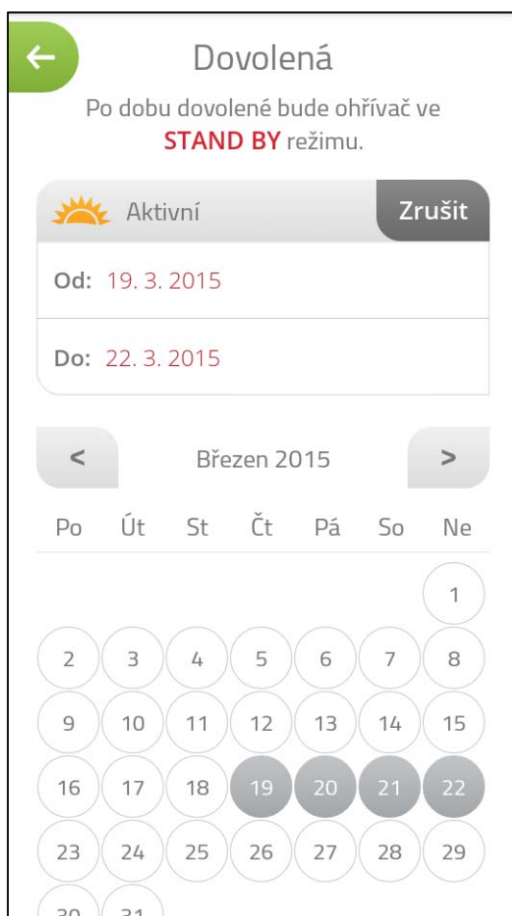 Dovolená
Po dobu dovolené bude ohřívač ve
STAND BY režimu.
Aktivní Zrušit
Od: 19. 3. 2015
Do: 22. 3. 2015
< Březen 2015 >
Po Út St Čt Pá So Ne
1
2 3 4 5 6 7 8
9 10 11 12 13 14 15
16 17 18 19 20 21 22
23 24 25 26 27 28 29
30 31